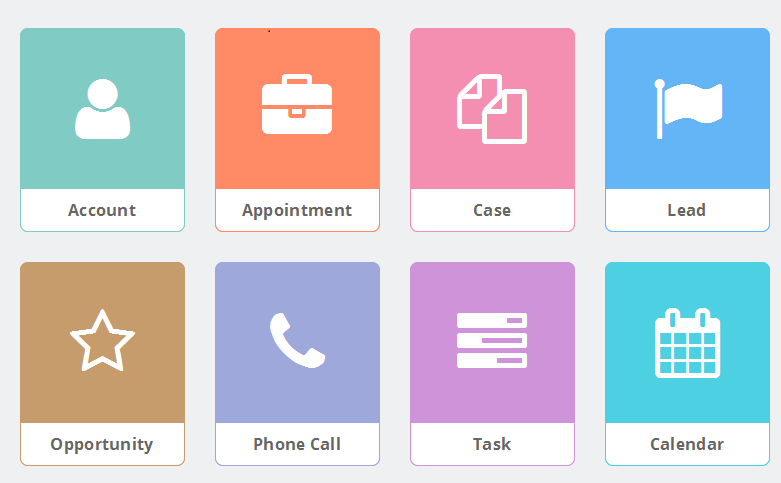 Account
Appointment
Case
Lead
Opportunity
Phone Call
Task
Calendar